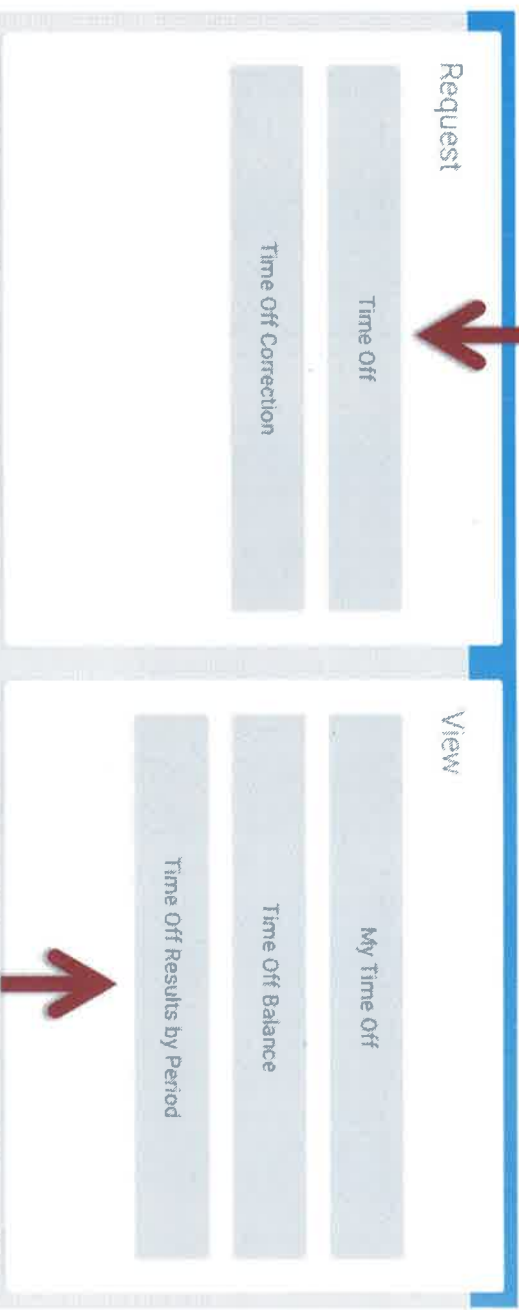 Request
Time Off
Time Off Correction
View
My Time Off
Time Off Balance
Time Off Results by Period